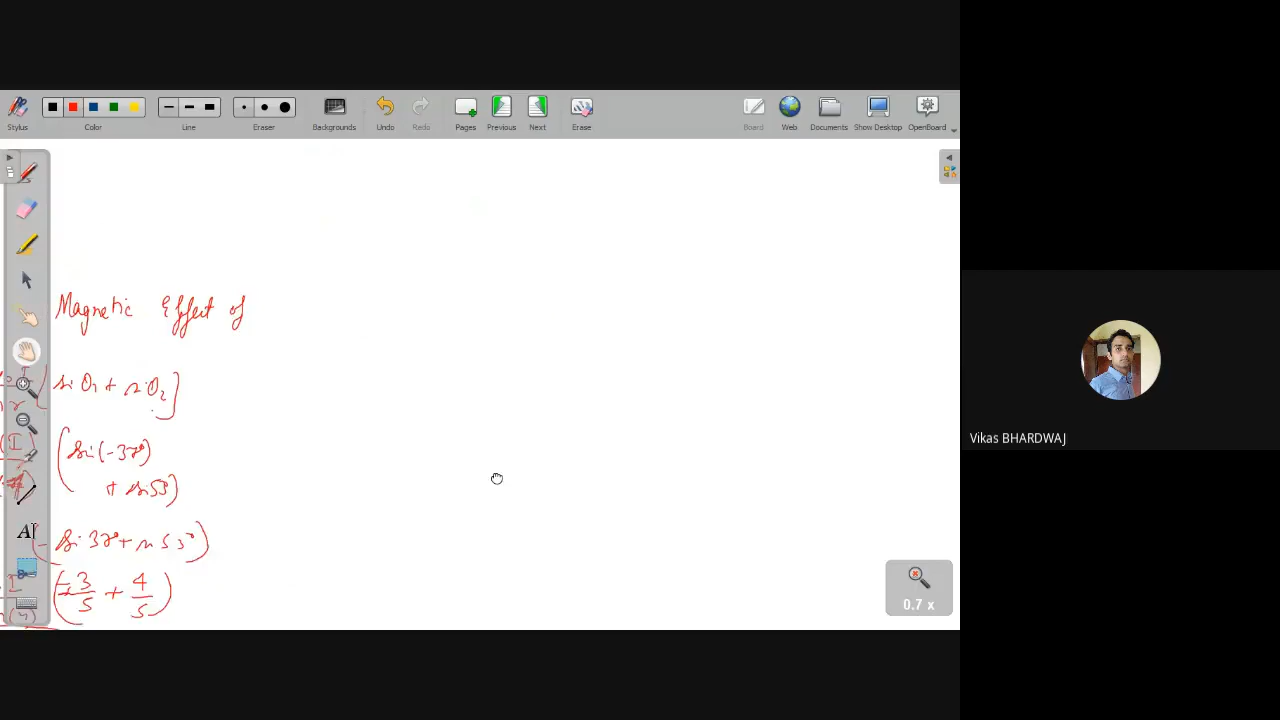 Stylus
Color
Line
Eraser
Backgrounds
Undo
Redo
Pages
Previous
Next
Erase
Board
Web
Documents
Show Desktop
OpenBoard
Magnetic Effect of
sin θ1 + sin θ2]
(sin(-37°)
+ sin 53)
(- sin 37° + sin 53°)
(-3/5 + 4/5)
A
0.7 x
Vikas BHARDWAJ